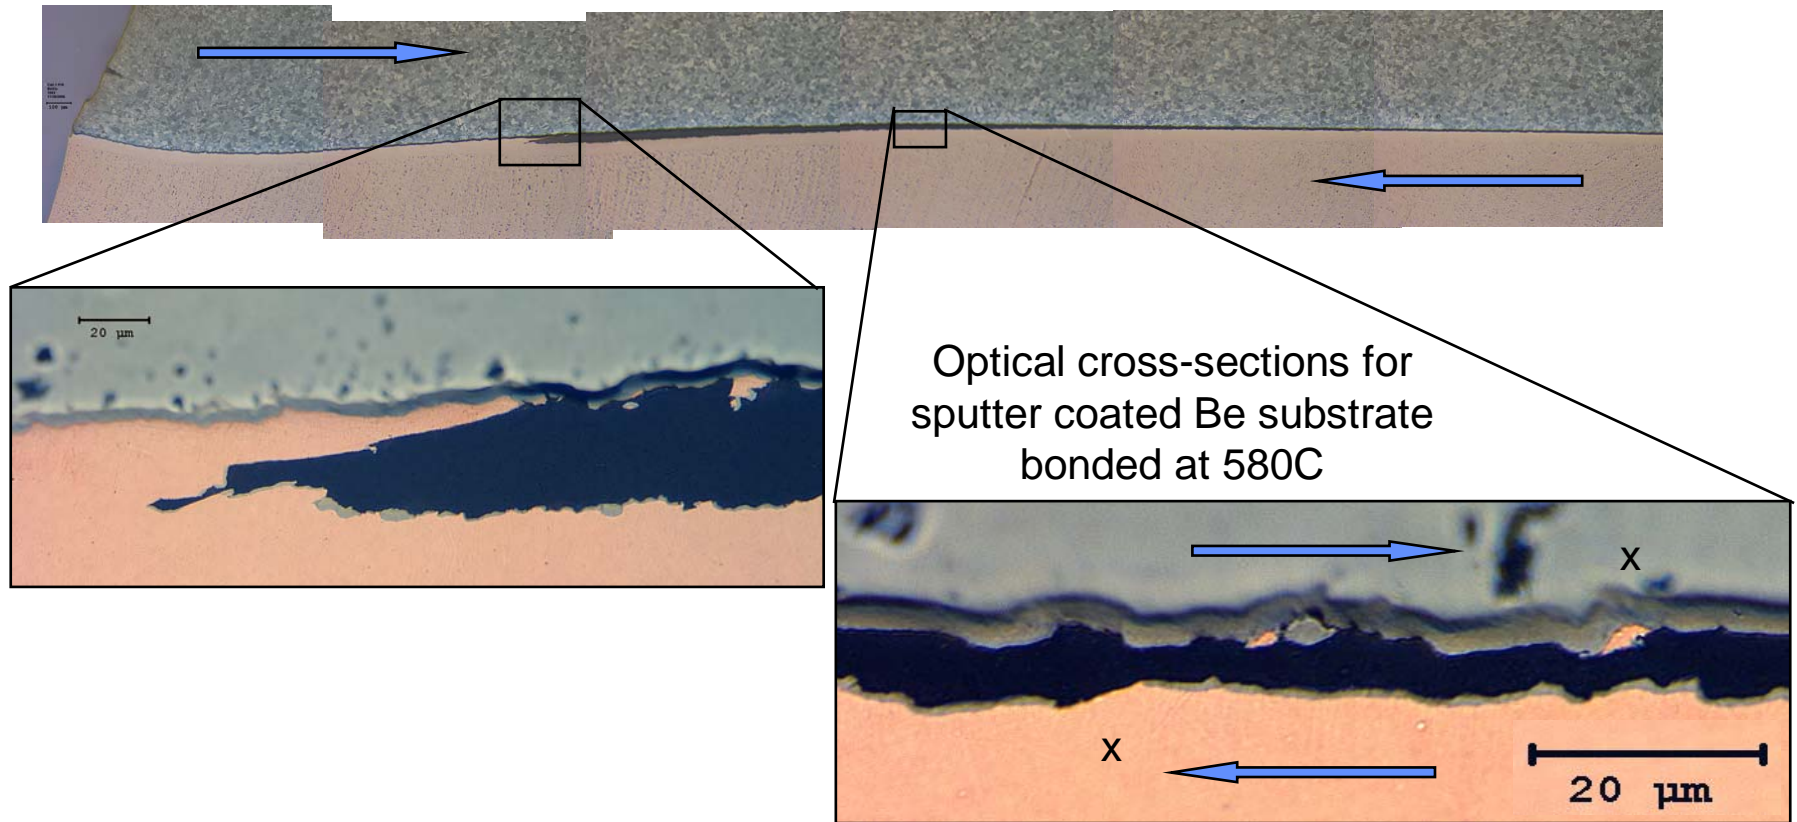 20 µm
Optical cross-sections for
sputter coated Be substrate
bonded at 580C
x
x
20 µm